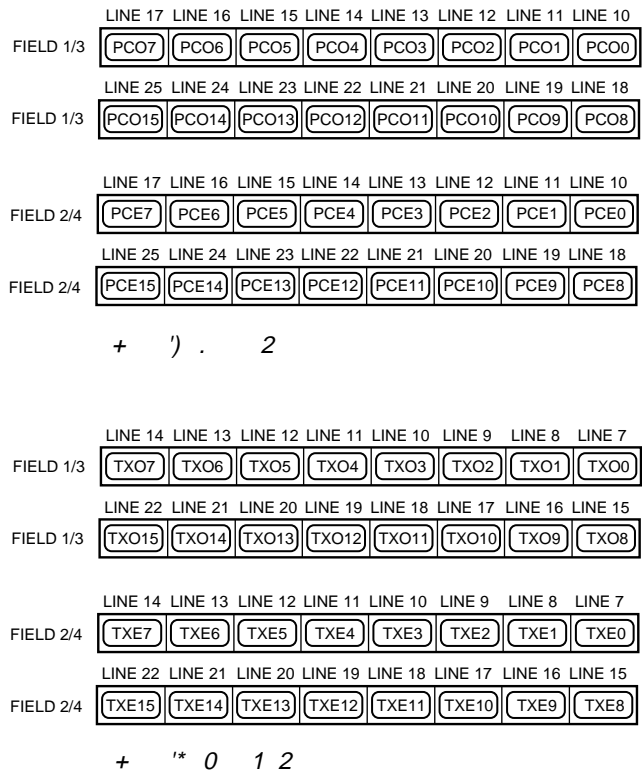 LINE 17 LINE 16 LINE 15 LINE 14 LINE 13 LINE 12 LINE 11 LINE 10
FIELD 1/3 PCO7 PCO6 PCO5 PCO4 PCO3 PCO2 PCO1 PCO0
LINE 25 LINE 24 LINE 23 LINE 22 LINE 21 LINE 20 LINE 19 LINE 18
FIELD 1/3 PCO15 PCO14 PCO13 PCO12 PCO11 PCO10 PCO9 PCO8
LINE 17 LINE 16 LINE 15 LINE 14 LINE 13 LINE 12 LINE 11 LINE 10
FIELD 2/4 PCE7 PCE6 PCE5 PCE4 PCE3 PCE2 PCE1 PCE0
LINE 25 LINE 24 LINE 23 LINE 22 LINE 21 LINE 20 LINE 19 LINE 18
FIELD 2/4 PCE15 PCE14 PCE13 PCE12 PCE11 PCE10 PCE9 PCE8
+ ') . 2
LINE 14 LINE 13 LINE 12 LINE 11 LINE 10 LINE 9 LINE 8 LINE 7
FIELD 1/3 TXO7 TXO6 TXO5 TXO4 TXO3 TXO2 TXO1 TXO0
LINE 22 LINE 21 LINE 20 LINE 19 LINE 18 LINE 17 LINE 16 LINE 15
FIELD 1/3 TXO15 TXO14 TXO13 TXO12 TXO11 TXO10 TXO9 TXO8
LINE 14 LINE 13 LINE 12 LINE 11 LINE 10 LINE 9 LINE 8 LINE 7
FIELD 2/4 TXE7 TXE6 TXE5 TXE4 TXE3 TXE2 TXE1 TXE0
LINE 22 LINE 21 LINE 20 LINE 19 LINE 18 LINE 17 LINE 16 LINE 15
FIELD 2/4 TXE15 TXE14 TXE13 TXE12 TXE11 TXE10 TXE9 TXE8
+ '* 0 1 2